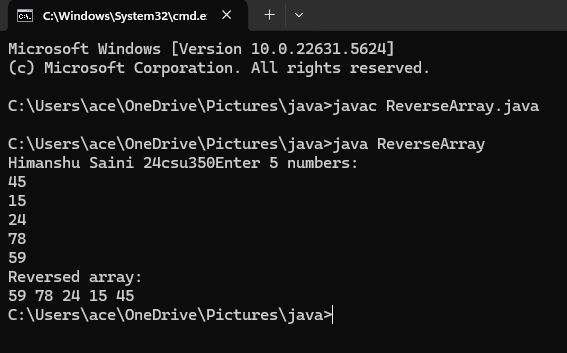 C:\Windows\System32\cmd.e
Microsoft Windows [Version 10.0.22631.5624]
(c) Microsoft Corporation. All rights reserved.
C:\Users\ace\OneDrive\Pictures\java>javac ReverseArray.java
C:\Users\ace\OneDrive\Pictures\java>java ReverseArray
Himanshu Saini 24csu350Enter 5 numbers:
45
15
24
78
59
Reversed array:
59 78 24 15 45
C:\Users\ace\OneDrive\Pictures\java>